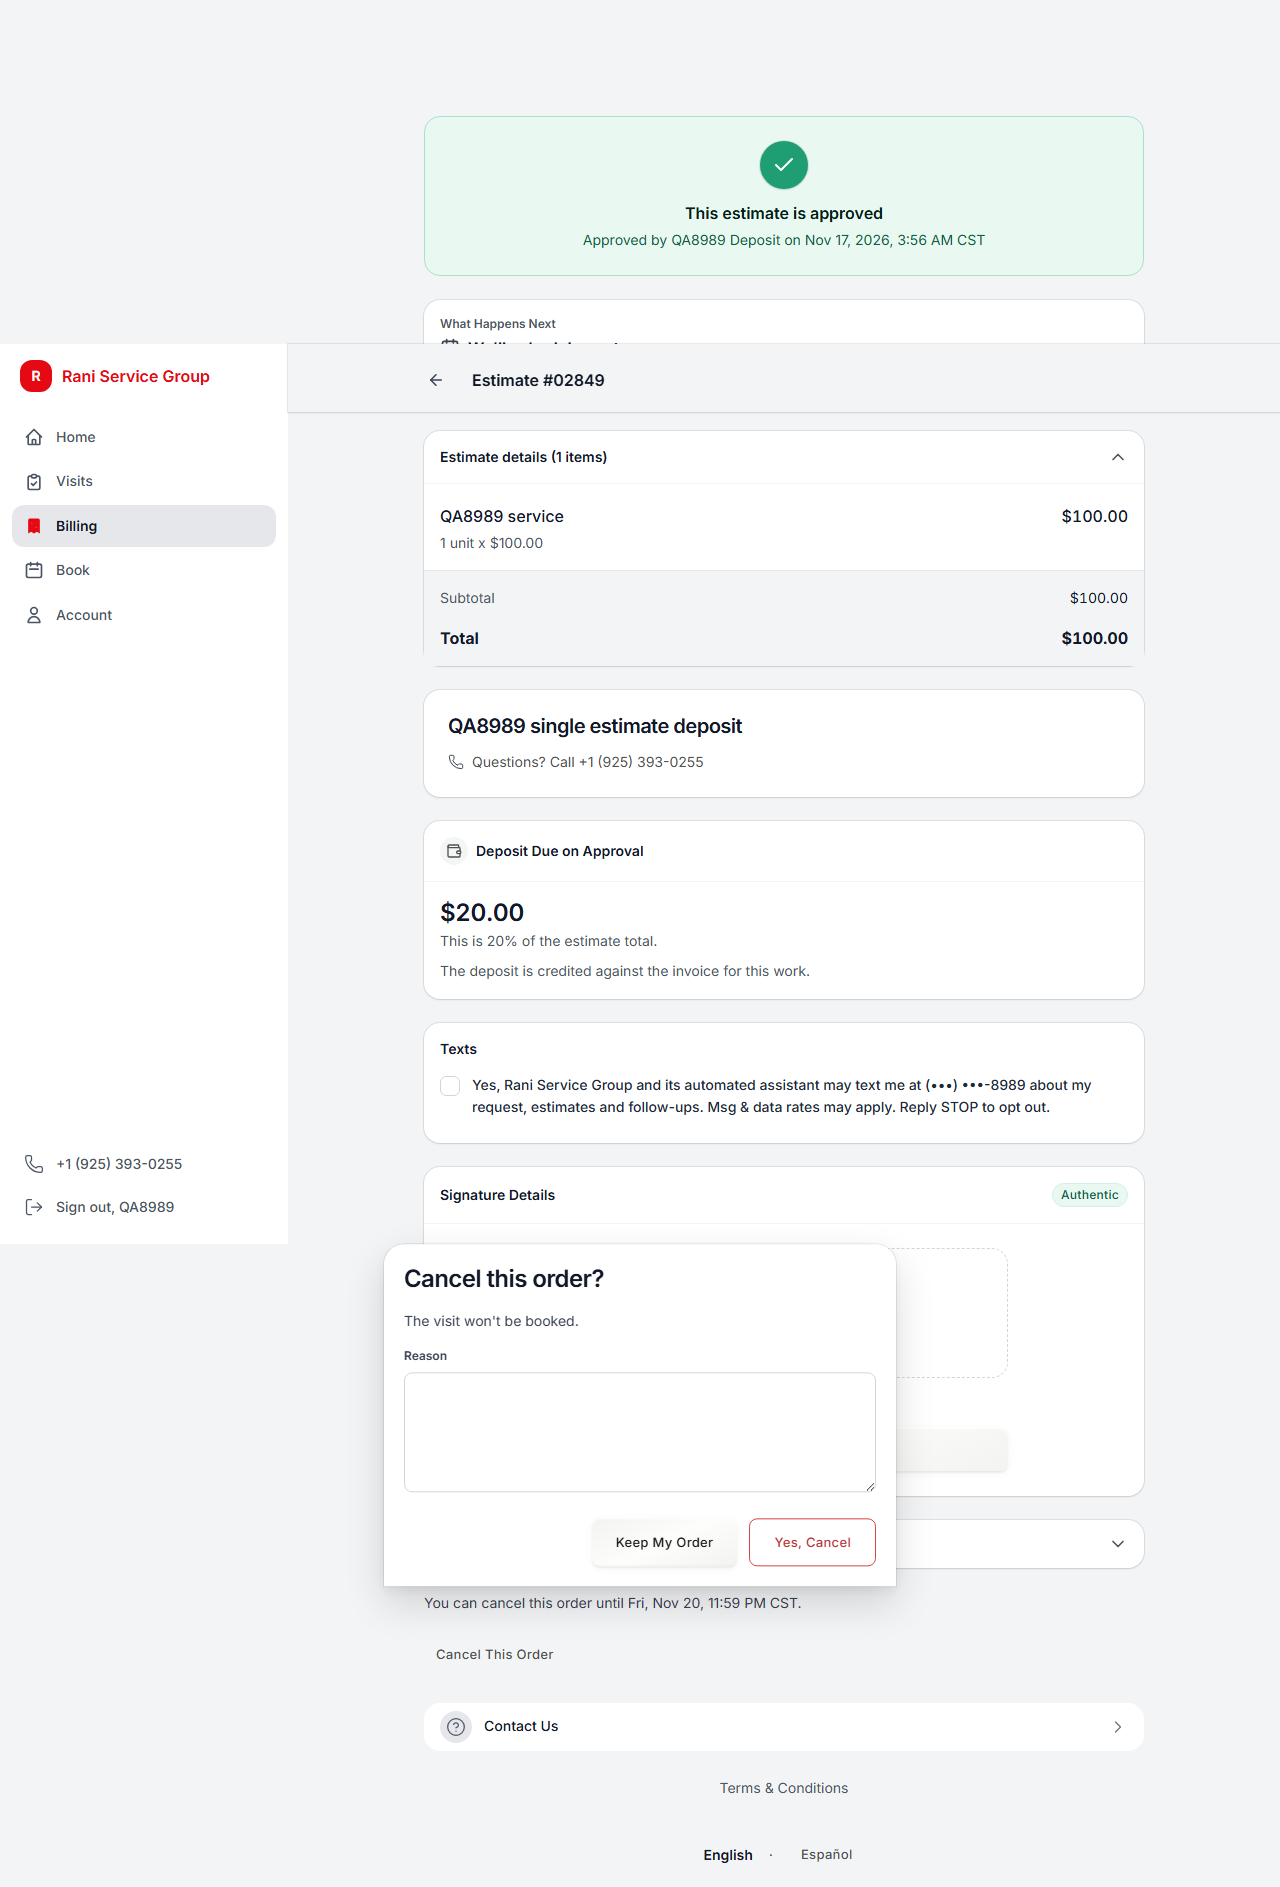 This estimate is approved
Approved by QA8989 Deposit on Nov 17, 2026, 3:56 AM CST
What Happens Next
R
Rani Service Group
Estimate #02849
Home
Visits
Billing
Book
Account
Estimate details (1 items)
QA8989 service
$100.00
1 unit x $100.00
Subtotal
$100.00
Total
$100.00
QA8989 single estimate deposit
Questions? Call +1 (925) 393-0255
Deposit Due on Approval
$20.00
This is 20% of the estimate total.
The deposit is credited against the invoice for this work.
Texts
Yes, Rani Service Group and its automated assistant may text me at (•••) •••-8989 about my
request, estimates and follow-ups. Msg & data rates may apply. Reply STOP to opt out.
+1 (925) 393-0255
Sign out, QA8989
Signature Details
Authentic
Cancel this order?
The visit won't be booked.
Reason
Keep My Order
Yes, Cancel
You can cancel this order until Fri, Nov 20, 11:59 PM CST.
Cancel This Order
Contact Us
Terms & Conditions
English · Español